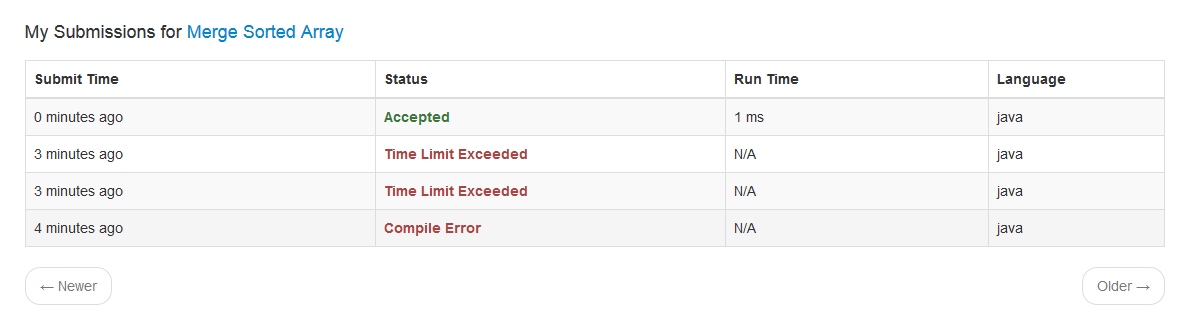 My Submissions for Merge Sorted Array
Submit Time Status Run Time Language
0 minutes ago Accepted 1 ms java
3 minutes ago Time Limit Exceeded N/A java
3 minutes ago Time Limit Exceeded N/A java
4 minutes ago Compile Error N/A java
← Newer Older →